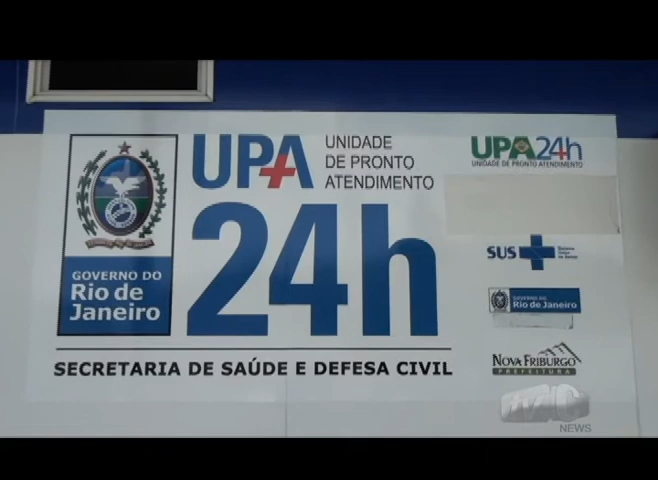 UPA
UNIDADE
DE PRONTO
ATENDIMENTO
24h
GOVERNO DO
Rio de
Janeiro
SECRETARIA DE SAÚDE E DEFESA CIVIL
UPA24h
UNIDADE DE PRONTO ATENDIMENTO
SUS
GOVERNO DO
Rio de Janeiro
NOVA FRIBURGO
PREFEITURA
NEWS